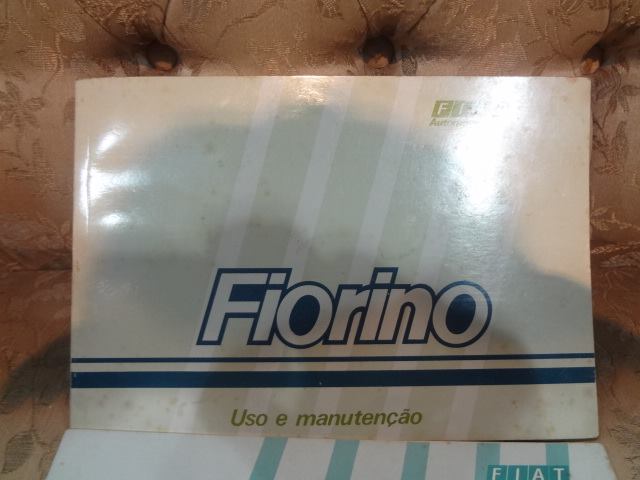 Fiorino
Uso e manutenção
FIAT